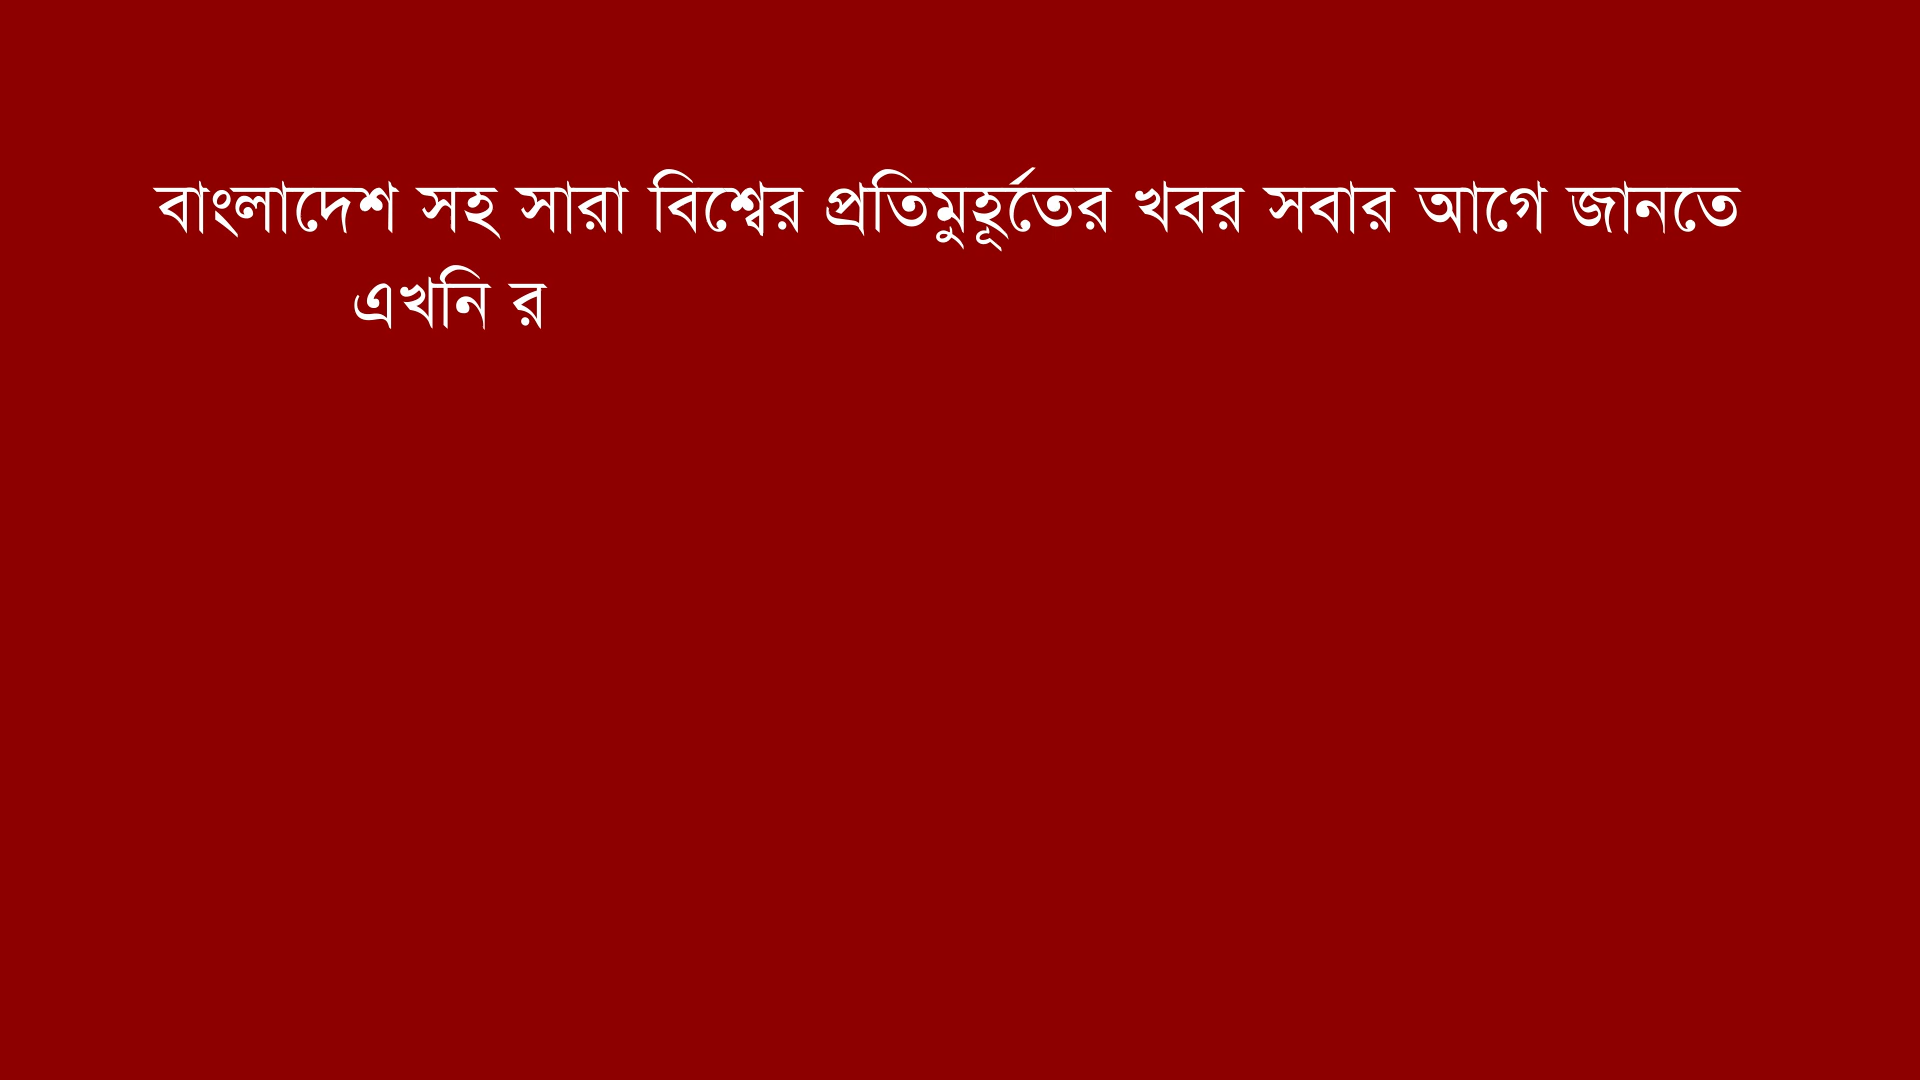 বাংলাদেশ সহ সারা বিশ্বের প্রতিমুহূর্তের খবর সবার আগে জানতে
এখনি র